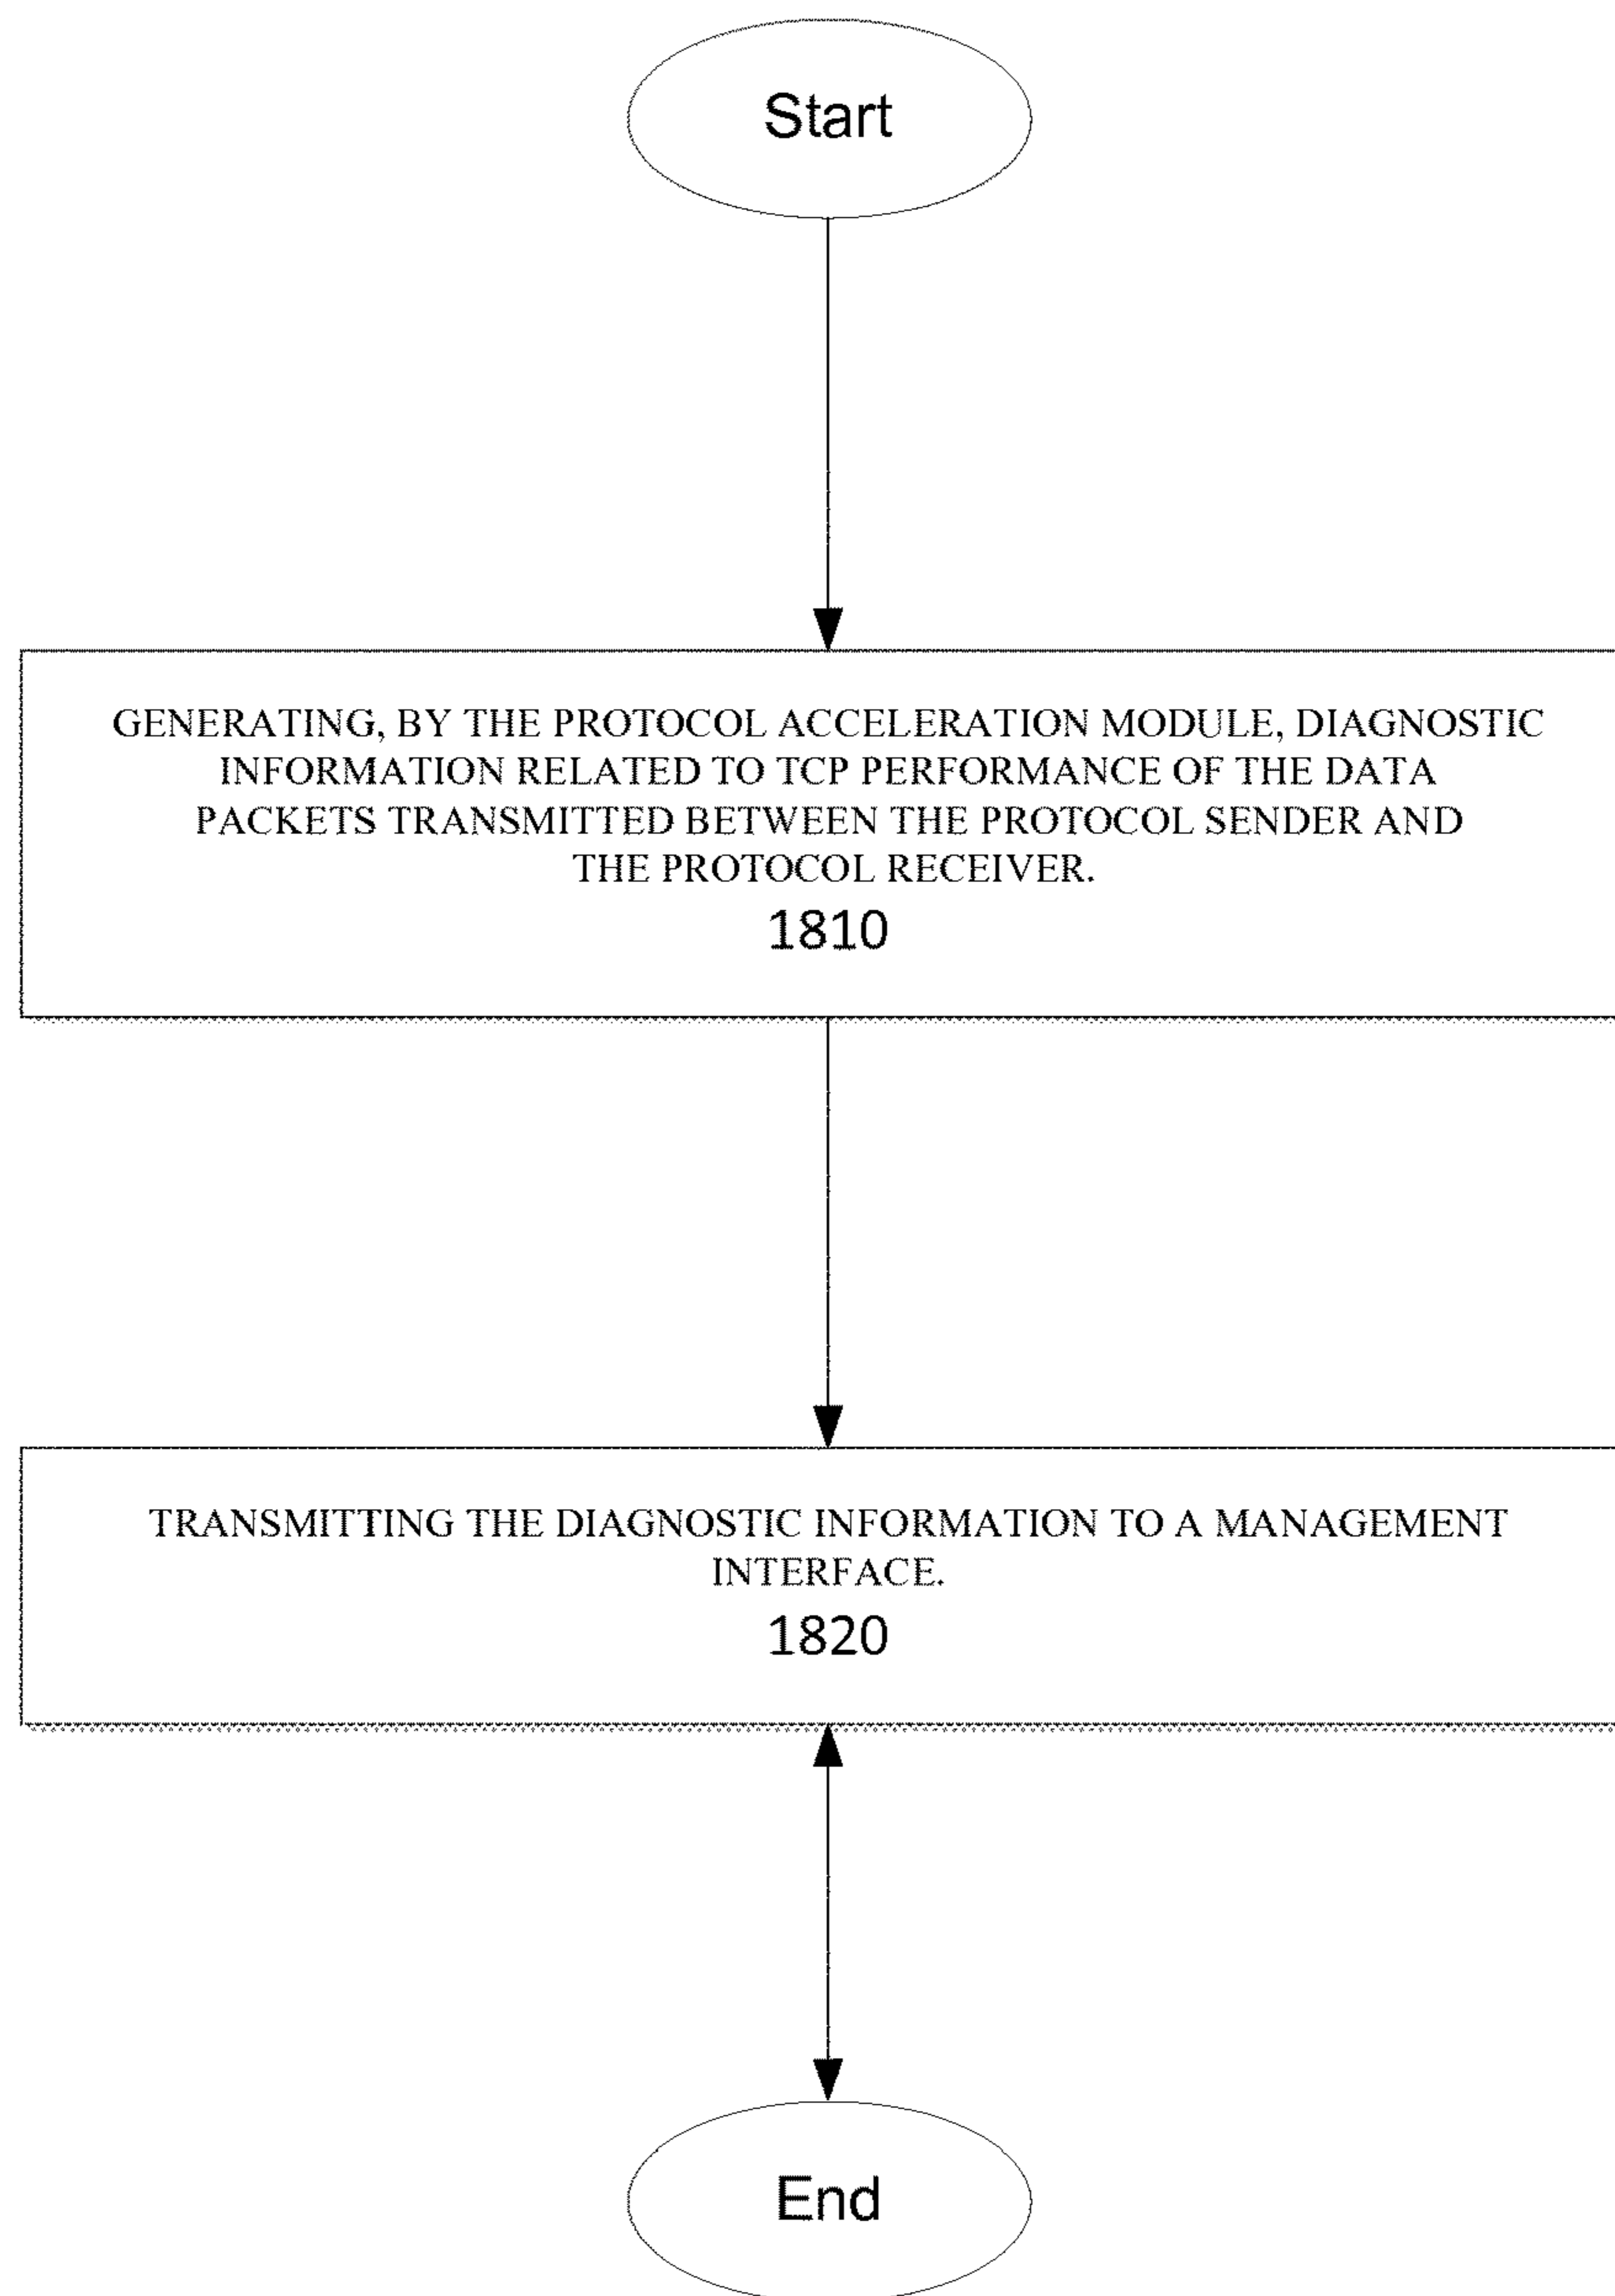 Start
GENERATING, BY THE PROTOCOL ACCELERATION MODULE, DIAGNOSTIC
INFORMATION RELATED TO TCP PERFORMANCE OF THE DATA
PACKETS TRANSMITTED BETWEEN THE PROTOCOL SENDER AND
THE PROTOCOL RECEIVER.
1810
TRANSMITTING THE DIAGNOSTIC INFORMATION TO A MANAGEMENT
INTERFACE.
1820
End